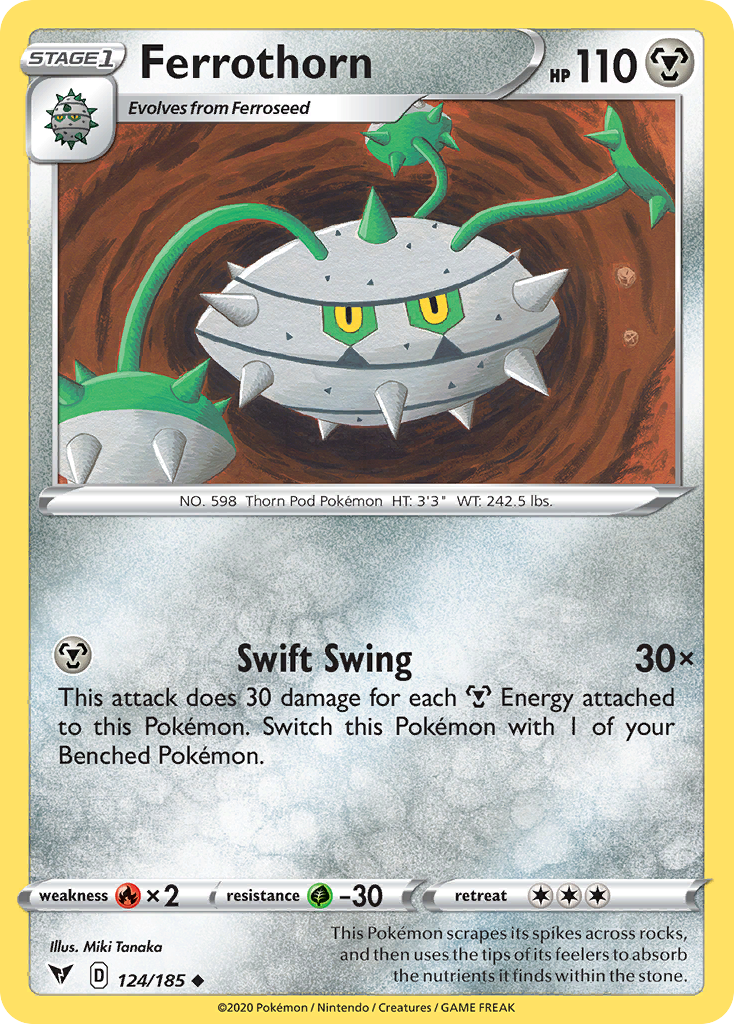 STAGE 1
Ferrothorn
HP 110
Evolves from Ferroseed
NO. 598 Thorn Pod Pokémon HT: 3'3" WT: 242.5 lbs.
Swift Swing 30×
This attack does 30 damage for each Energy attached
to this Pokémon. Switch this Pokémon with 1 of your
Benched Pokémon.
weakness ×2 resistance -30 retreat
Illus. Miki Tanaka
This Pokémon scrapes its spikes across rocks,
and then uses the tips of its feelers to absorb
the nutrients it finds within the stone.
D 124/185
©2020 Pokémon / Nintendo / Creatures / GAME FREAK